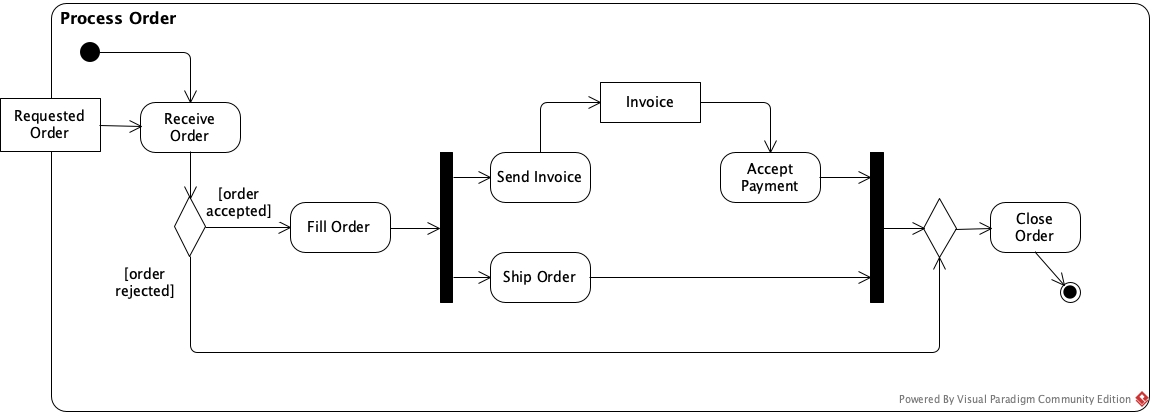 Process Order
Requested
Order
Receive
Order
[order
accepted]
[order
rejected]
Fill Order
Send Invoice
Invoice
Accept
Payment
Ship Order
Close
Order
Powered By Visual Paradigm Community Edition